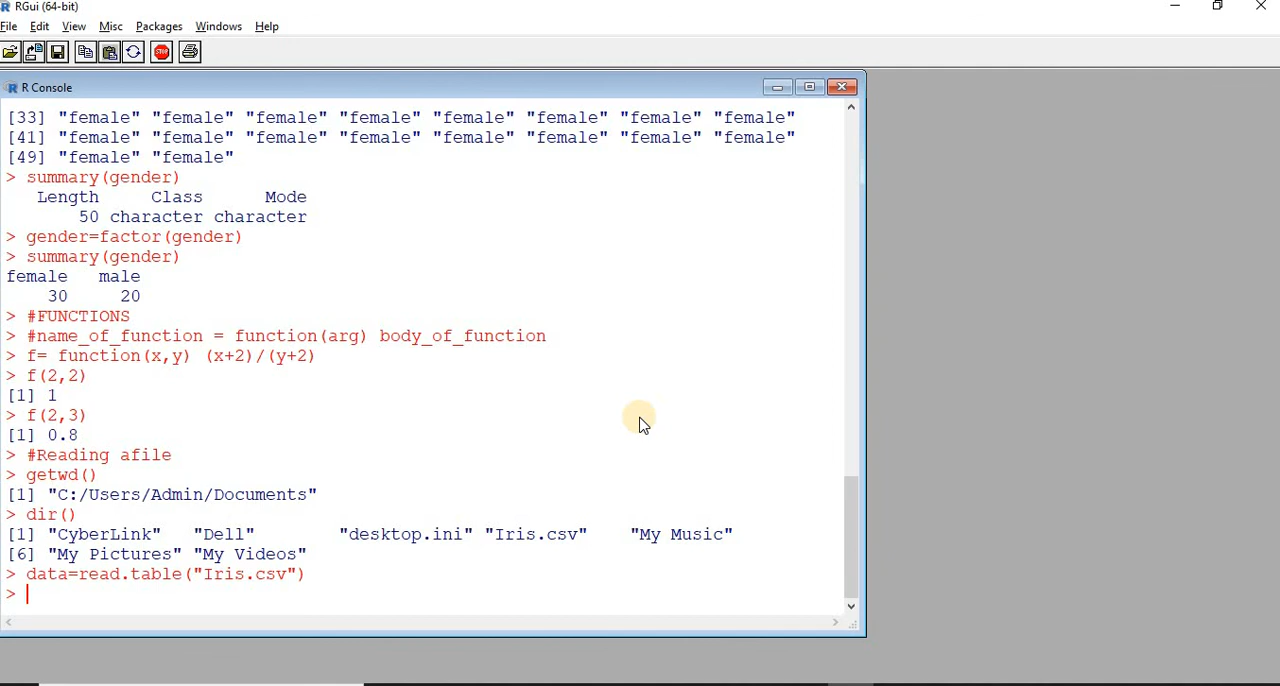 RGui (64-bit)
File Edit View Misc Packages Windows Help
STOP
R Console
[33] "female" "female" "female" "female" "female" "female" "female" "female"
[41] "female" "female" "female" "female" "female" "female" "female" "female"
[49] "female" "female"
> summary(gender)
Length Class Mode
50 character character
> gender=factor(gender)
> summary(gender)
female male
30 20
> #FUNCTIONS
> #name_of_function = function(arg) body_of_function
> f= function(x,y) (x+2)/(y+2)
> f(2,2)
[1] 1
> f(2,3)
[1] 0.8
> #Reading afile
> getwd()
[1] "C:/Users/Admin/Documents"
> dir()
[1] "CyberLink" "Dell" "desktop.ini" "Iris.csv" "My Music"
[6] "My Pictures" "My Videos"
> data=read.table("Iris.csv")
>